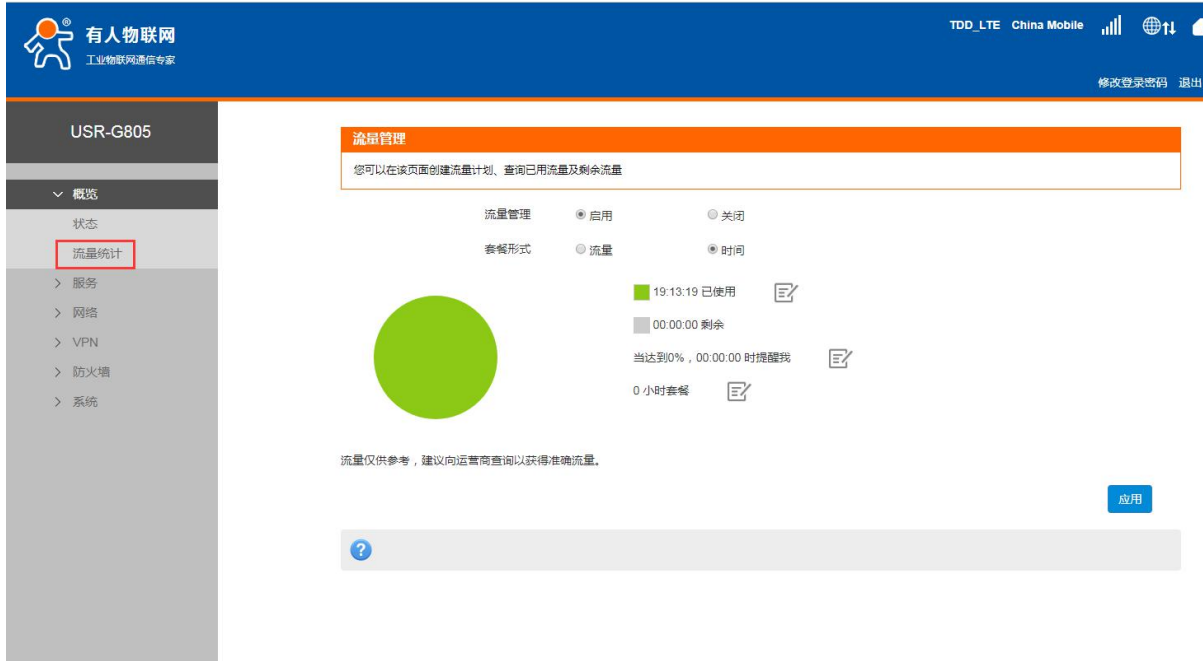 有人物联网
®
工业物联网通信专家
TDD_LTE China Mobile
修改登录密码 退出
USR-G805
概览
状态
流量统计
服务
网络
VPN
防火墙
系统
流量管理
您可以在该页面创建流量计划、查询已用流量及剩余流量
流量管理 启用 关闭
套餐形式 流量 时间
19:13:19 已使用
00:00:00 剩余
当达到0%，00:00:00 时提醒我
0 小时套餐
流量仅供参考，建议向运营商查询以获得准确流量。
应用
?